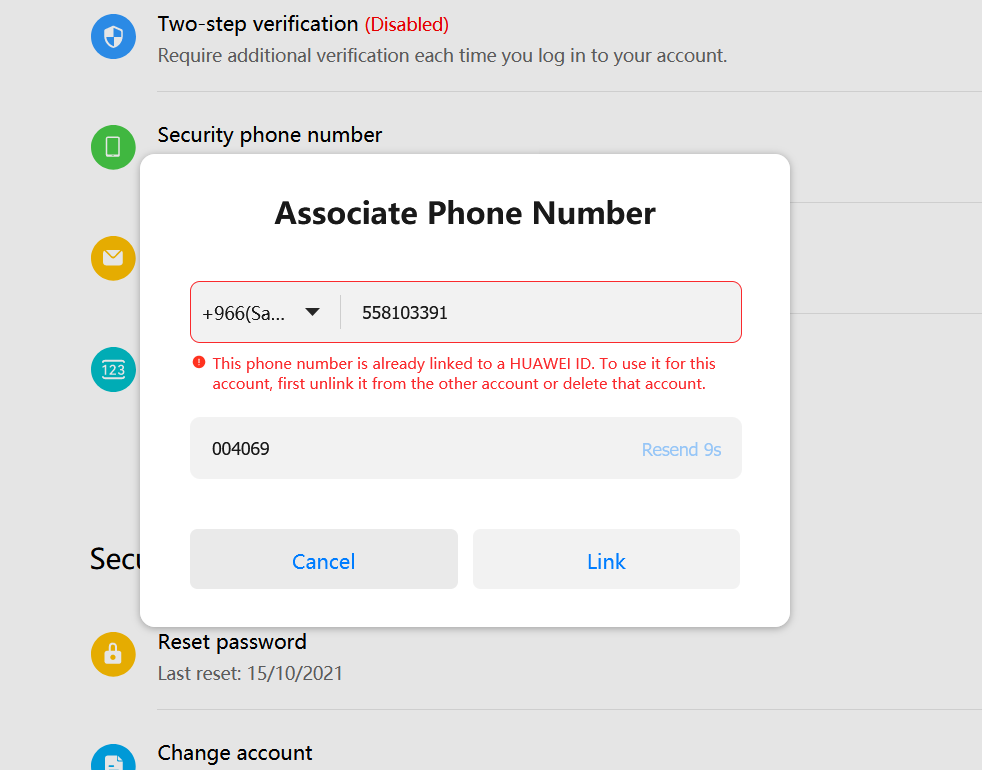 Two-step verification (Disabled)
Require additional verification each time you log in to your account.
Security phone number
Associate Phone Number
+966(Sa... 558103391
This phone number is already linked to a HUAWEI ID. To use it for this
account, first unlink it from the other account or delete that account.
123
004069 Resend 9s
Cancel Link
Reset password
Last reset: 15/10/2021
Change account